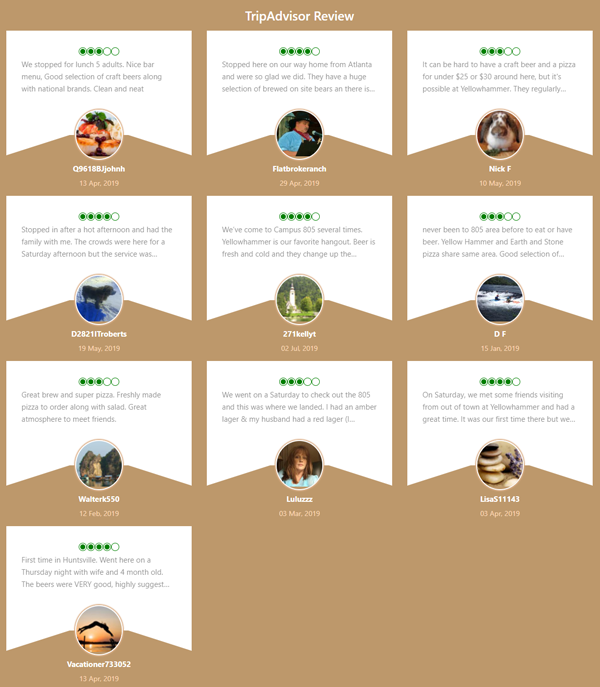 TripAdvisor Review
We stopped for lunch 5 adults. Nice bar
menu, Good selection of craft beers along
with national brands. Clean and neat
Q9618BJjohnh
13 Apr, 2019
Stopped here on our way home from Atlanta
and were so glad we did. They have a huge
selection of brewed on site bears an there is...
Flatbrokeranch
29 Apr, 2019
It can be hard to have a craft beer and a pizza
for under $25 or $30 around here, but it's
possible at Yellowhammer. They regularly...
Nick F
10 May, 2019
Stopped in after a hot afternoon and had the
family with me. The crowds were here for a
Saturday afternoon but the service was...
D2821ITroberts
19 May, 2019
We've come to Campus 805 several times.
Yellowhammer is our favorite hangout. Beer is
fresh and cold and they change up the...
271kellyt
02 Jul, 2019
never been to 805 area before to eat or have
beer. Yellow Hammer and Earth and Stone
pizza share same area. Good selection of...
D F
15 Jan, 2019
Great brew and super pizza. Freshly made
pizza to order along with salad. Great
atmosphere to meet friends.
Walterk550
12 Feb, 2019
We went on a Saturday to check out the 805
and this was where we landed. I had an amber
lager & my husband had a red lager (I...
Luluzzz
03 Mar, 2019
On Saturday, we met some friends visiting
from out of town at Yellowhammer and had a
great time. It was our first time there but we...
LisaS11143
03 Apr, 2019
First time in Huntsville. Went here on a
Thursday night with wife and 4 month old.
The beers were VERY good, highly suggest...
Vacationer733052
13 Apr, 2019